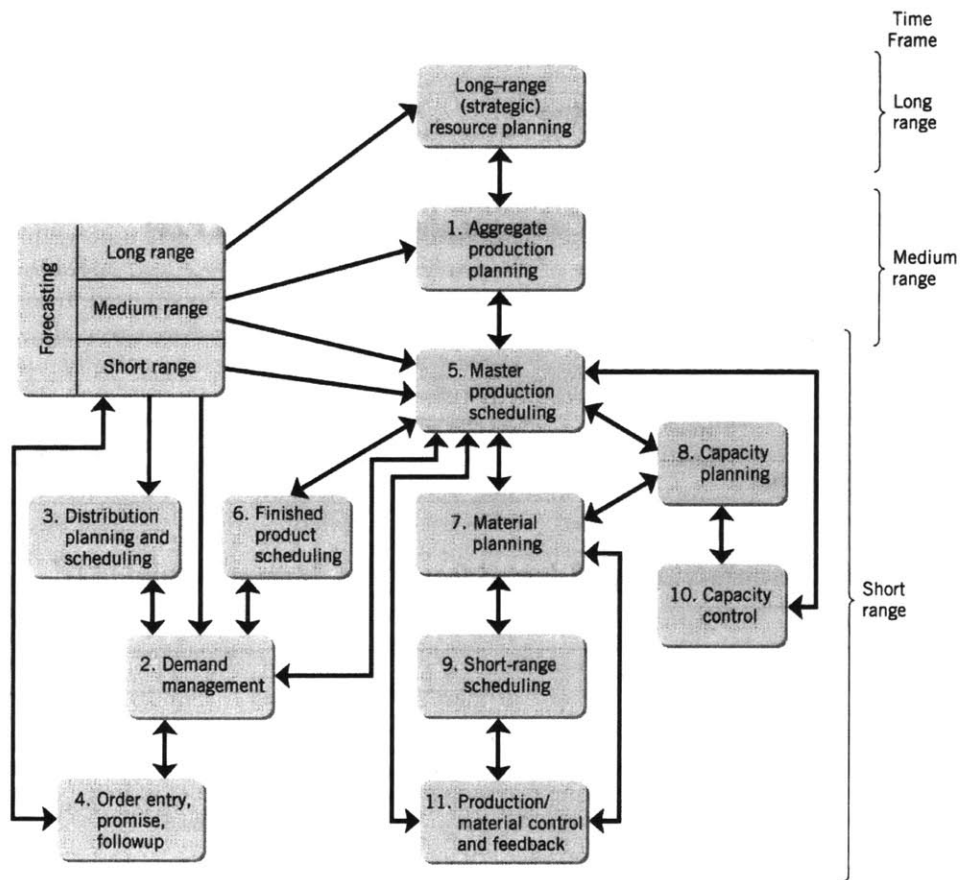 Time
Frame
Long–range
(strategic)
resource planning
Long
range
Forecasting
Long range
Medium range
Short range
1. Aggregate
production
planning
Medium
range
5. Master
production
scheduling
8. Capacity
planning
3. Distribution
planning and
scheduling
6. Finished
product
scheduling
7. Material
planning
10. Capacity
control
Short
range
2. Demand
management
9. Short-range
scheduling
4. Order entry,
promise,
followup
11. Production/
material control
and feedback